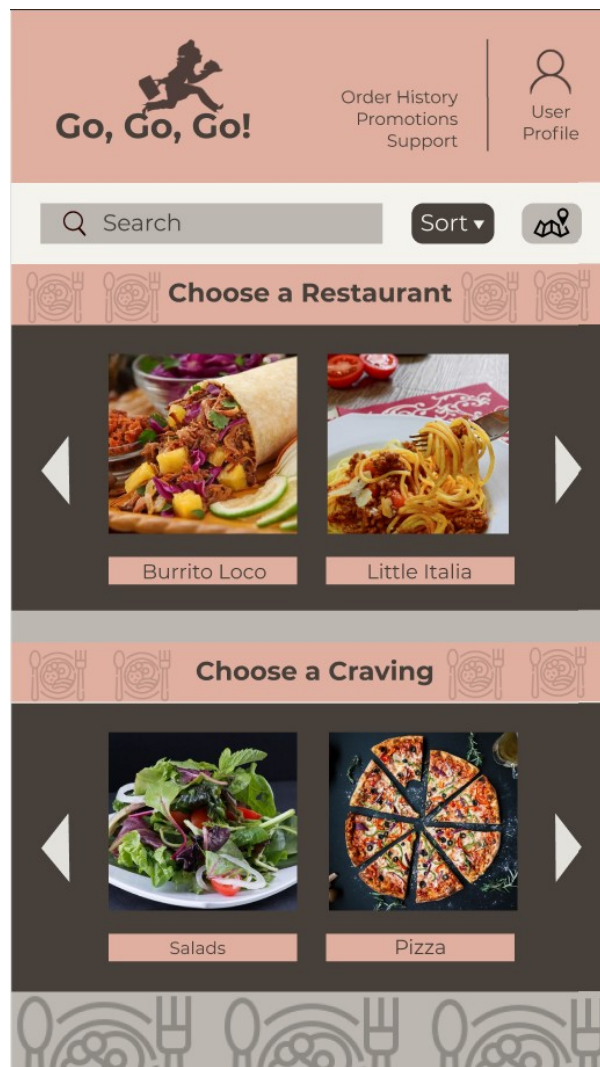 Go, Go, Go!
Order History
Promotions
Support
User
Profile
Search
Sort
Choose a Restaurant
Burrito Loco
Little Italia
Choose a Craving
Salads
Pizza